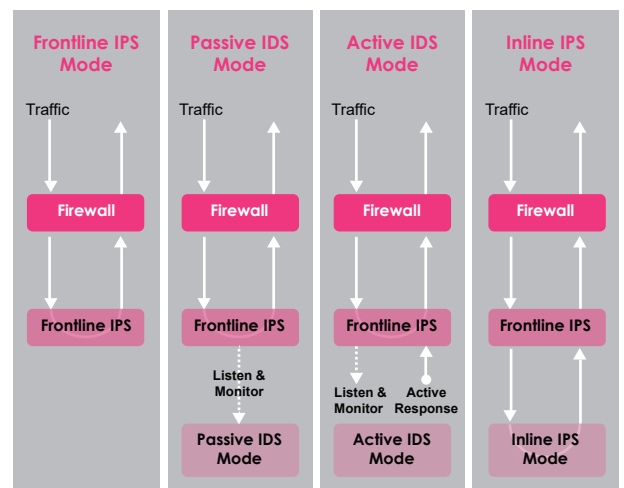 Frontline IPS
Mode
Traffic
Firewall
Frontline IPS
Passive IDS
Mode
Traffic
Firewall
Frontline IPS
Listen &
Monitor
Passive IDS
Mode
Active IDS
Mode
Traffic
Firewall
Frontline IPS
Listen &
Monitor
Active
Response
Active IDS
Mode
Inline IPS
Mode
Traffic
Firewall
Frontline IPS
Inline IPS
Mode